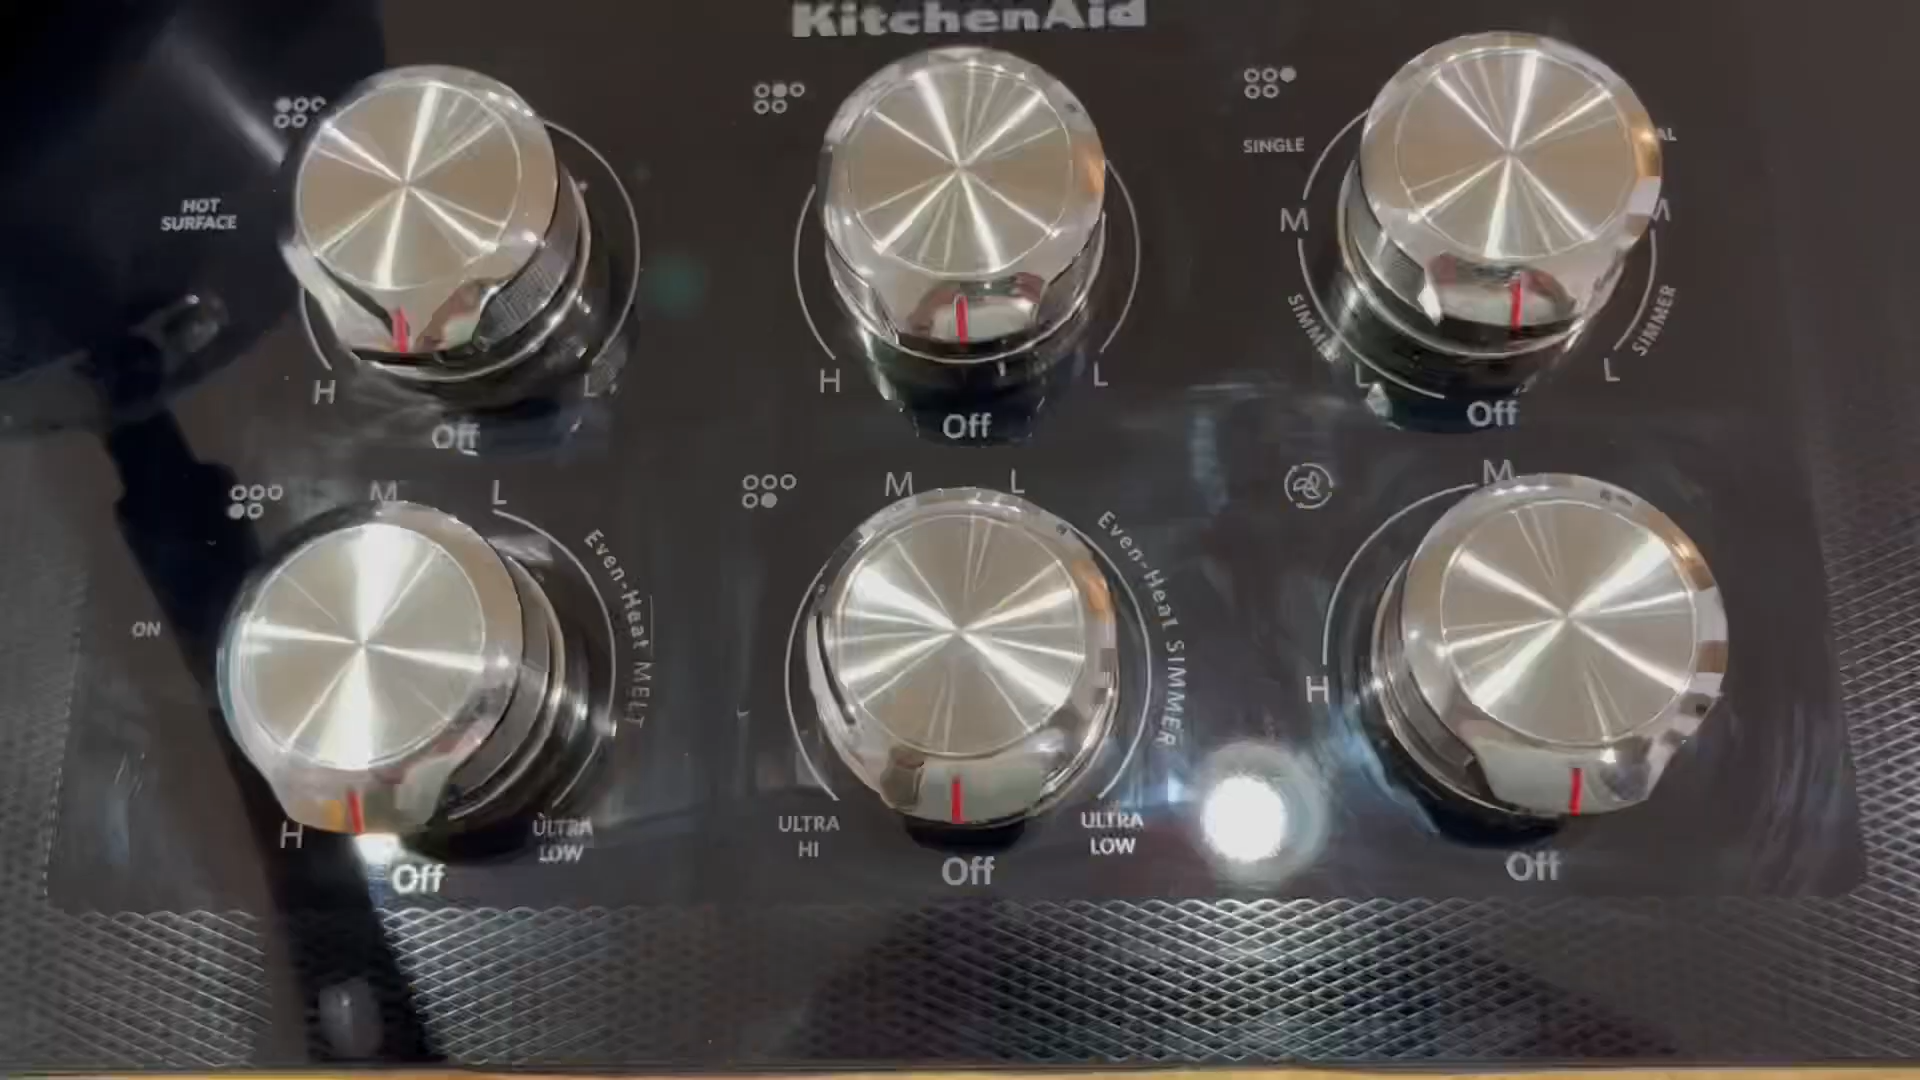 KitchenAid
SINGLE
AL
HOT
SURFACE
M
M
SIMMER
SIMMER
H
L
H
L
L
L
Off
Off
Off
M
L
M
L
M
Even-Heat MELT
Even-Heat SIMMER
ON
H
H
ULTRA
LOW
ULTRA
HI
ULTRA
LOW
Off
Off
Off